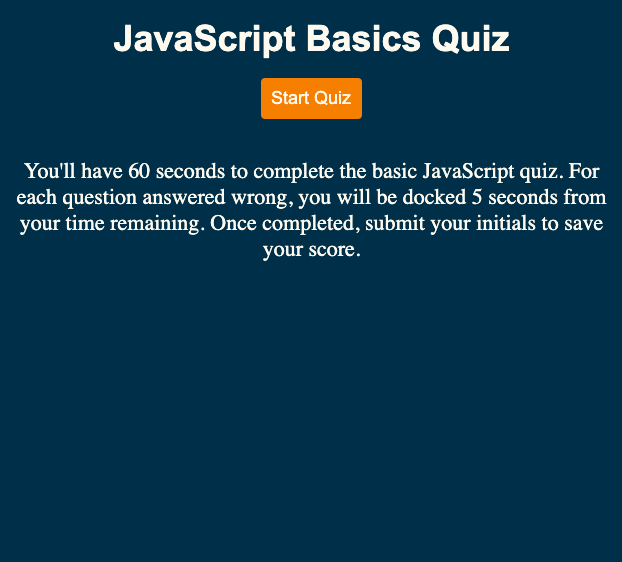 JavaScript Basics Quiz
Start Quiz
You'll have 60 seconds to complete the basic JavaScript quiz. For
each question answered wrong, you will be docked 5 seconds from
your time remaining. Once completed, submit your initials to save
your score.